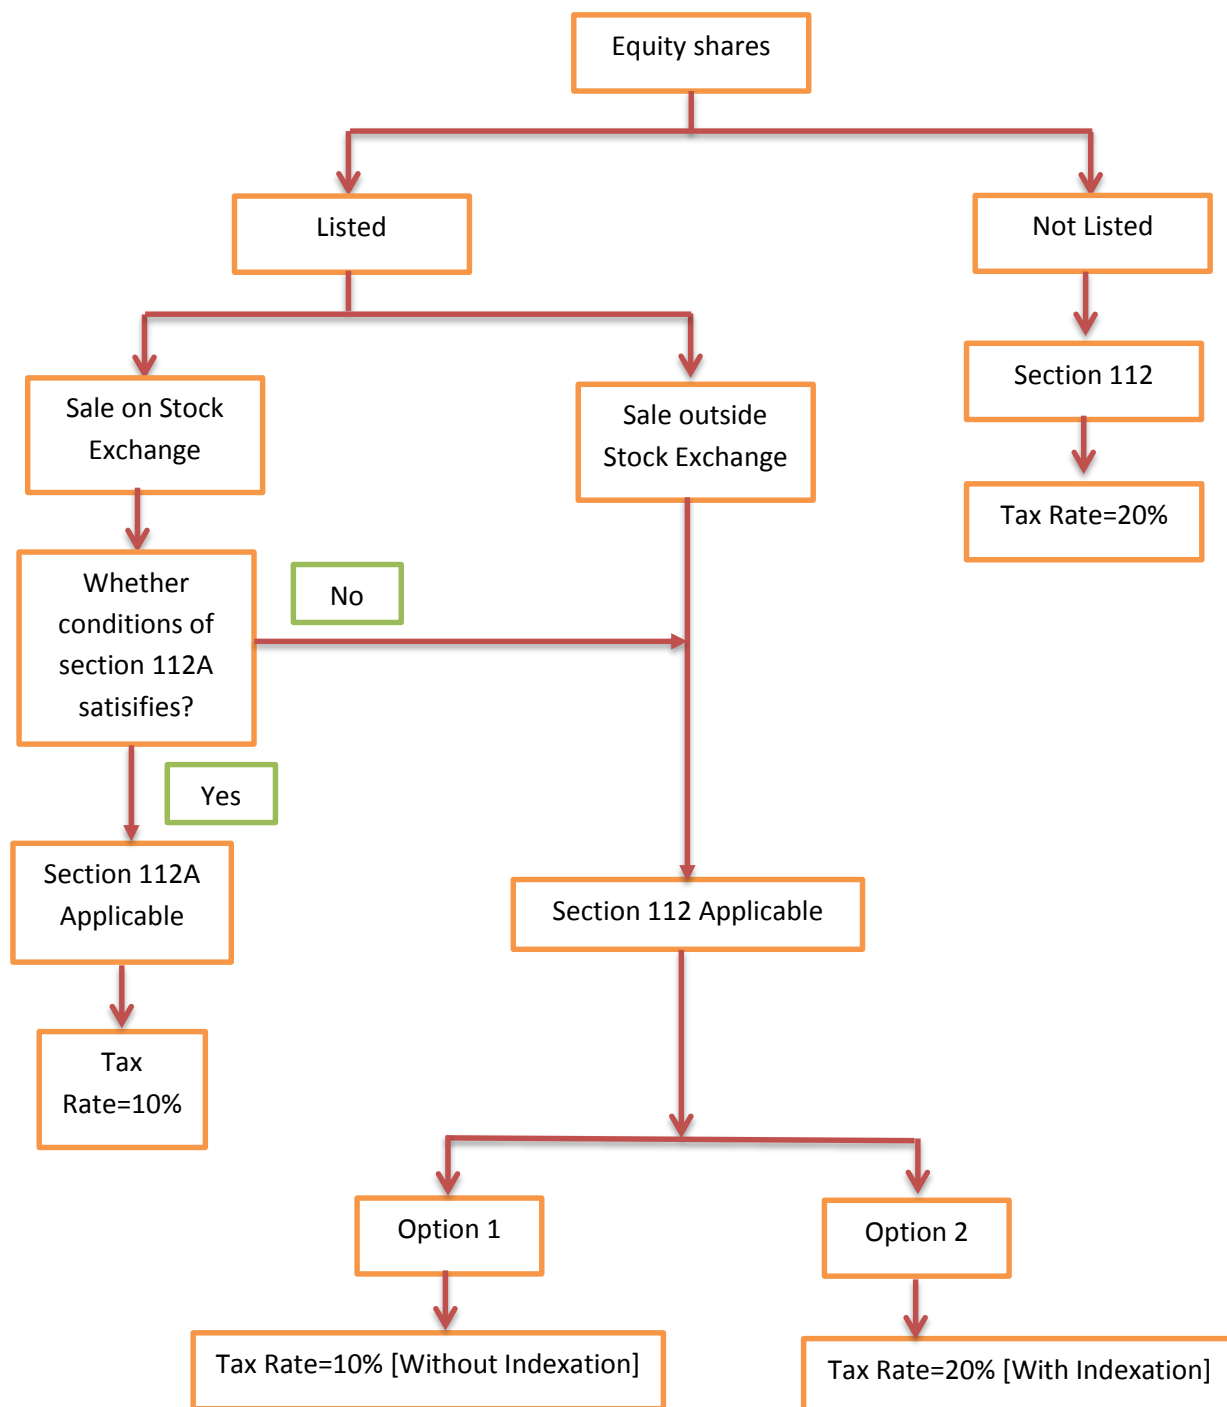 Equity shares
Listed
Not Listed
Sale on Stock
Exchange
Sale outside
Stock Exchange
Section 112
Tax Rate=20%
Whether
conditions of
section 112A
satisifies?
No
Yes
Section 112A
Applicable
Section 112 Applicable
Tax
Rate=10%
Option 1
Option 2
Tax Rate=10% [Without Indexation]
Tax Rate=20% [With Indexation]